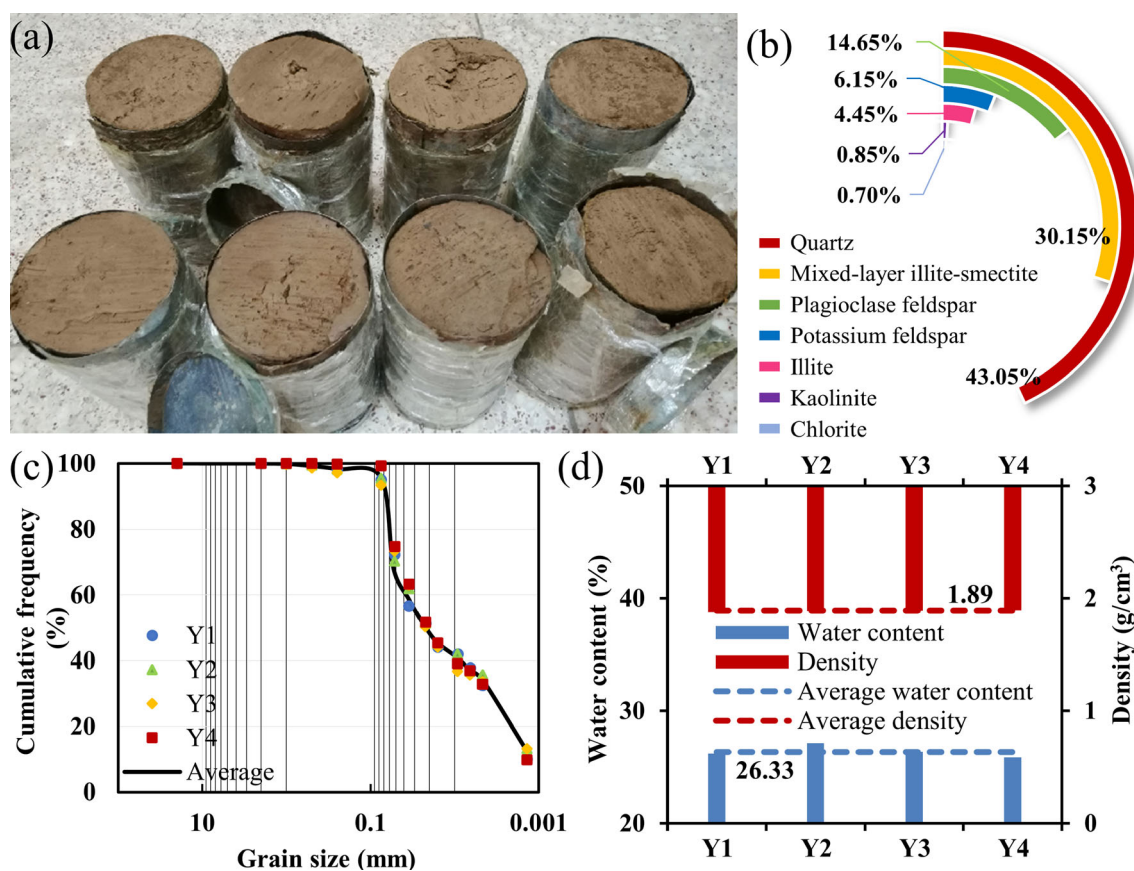 (a)
(b)
14.65%
6.15%
4.45%
0.85%
0.70%
30.15%
43.05%
Quartz
Mixed-layer illite-smectite
Plagioclase feldspar
Potassium feldspar
Illite
Kaolinite
Chlorite
(c)
Cumulative frequency
(%)
100
80
60
40
20
0
Y1
Y2
Y3
Y4
Average
10
0.1
0.001
Grain size (mm)
(d)
Y1 Y2 Y3 Y4
Water content (%)
50
40
30
20
3
2
1
0
Density (g/cm³)
1.89
Water content
Density
Average water content
Average density
26.33
Y1 Y2 Y3 Y4